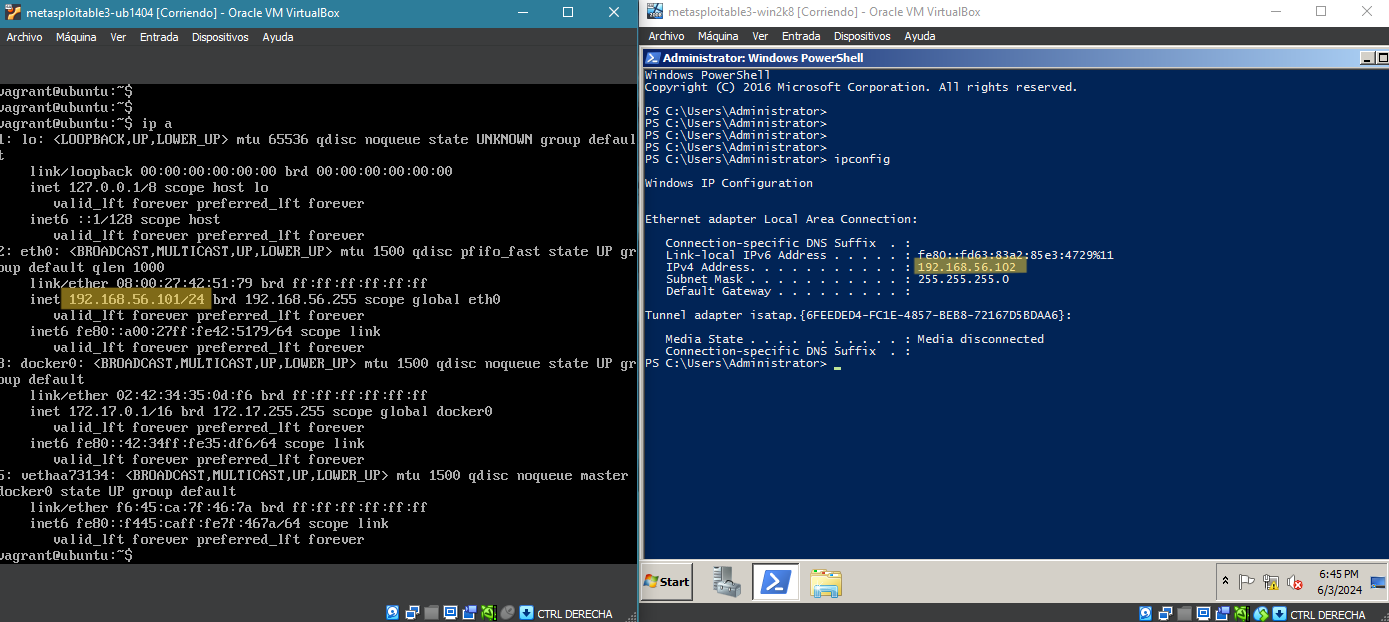 metasploitable3-ub1404 [Corriendo] - Oracle VM VirtualBox
Archivo Máquina Ver Entrada Dispositivos Ayuda
vagrant@ubuntu:~$
vagrant@ubuntu:~$
vagrant@ubuntu:~$ ip a
1: lo: <LOOPBACK,UP,LOWER_UP> mtu 65536 qdisc noqueue state UNKNOWN group defaul
t
link/loopback 00:00:00:00:00:00 brd 00:00:00:00:00:00
inet 127.0.0.1/8 scope host lo
valid_lft forever preferred_lft forever
inet6 ::1/128 scope host
valid_lft forever preferred_lft forever
2: eth0: <BROADCAST,MULTICAST,UP,LOWER_UP> mtu 1500 qdisc pfifo_fast state UP gr
oup default qlen 1000
link/ether 08:00:27:42:51:79 brd ff:ff:ff:ff:ff:ff
inet 192.168.56.101/24 brd 192.168.56.255 scope global eth0
valid_lft forever preferred_lft forever
inet6 fe80::a00:27ff:fe42:5179/64 scope link
valid_lft forever preferred_lft forever
3: docker0: <BROADCAST,MULTICAST,UP,LOWER_UP> mtu 1500 qdisc noqueue state UP gr
oup default
link/ether 02:42:34:35:0d:f6 brd ff:ff:ff:ff:ff:ff
inet 172.17.0.1/16 brd 172.17.255.255 scope global docker0
valid_lft forever preferred_lft forever
inet6 fe80::42:34ff:fe35:df6/64 scope link
valid_lft forever preferred_lft forever
5: vethaa73134: <BROADCAST,MULTICAST,UP,LOWER_UP> mtu 1500 qdisc noqueue master
docker0 state UP group default
link/ether f6:45:ca:7f:46:7a brd ff:ff:ff:ff:ff:ff
inet6 fe80::f445:caff:fe7f:467a/64 scope link
valid_lft forever preferred_lft forever
vagrant@ubuntu:~$
CTRL DERECHA
metasploitable3-win2k8 [Corriendo] - Oracle VM VirtualBox
Archivo Máquina Ver Entrada Dispositivos Ayuda
Administrator: Windows PowerShell
Windows PowerShell
Copyright (C) 2016 Microsoft Corporation. All rights reserved.
PS C:\Users\Administrator>
PS C:\Users\Administrator>
PS C:\Users\Administrator>
PS C:\Users\Administrator>
PS C:\Users\Administrator> ipconfig
Windows IP Configuration
Ethernet adapter Local Area Connection:
Connection-specific DNS Suffix . :
Link-local IPv6 Address . . . . . : fe80::fd63:83a2:85e3:4729%11
IPv4 Address. . . . . . . . . . . : 192.168.56.102
Subnet Mask . . . . . . . . . . . : 255.255.255.0
Default Gateway . . . . . . . . . :
Tunnel adapter isatap.{6FEEDED4-FC1E-4857-BEB8-72167D5BDAA6}:
Media State . . . . . . . . . . . : Media disconnected
Connection-specific DNS Suffix . :
PS C:\Users\Administrator>
Start
6:45 PM
6/3/2024
CTRL DERECHA